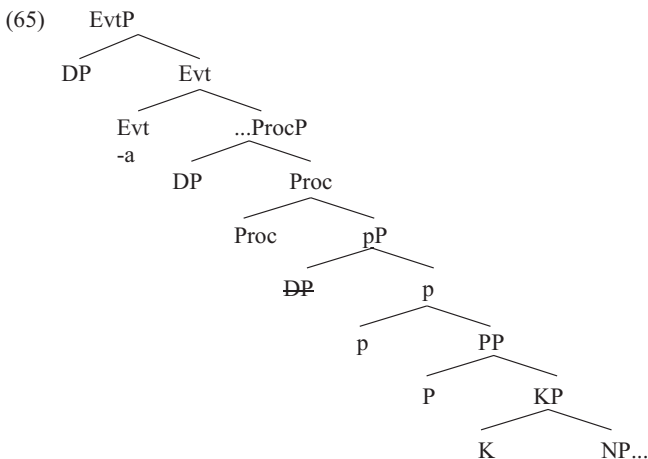 (65) EvtP
DP Evt
Evt ...ProcP
-a
DP Proc
Proc pP
DP p
p PP
P KP
K NP...